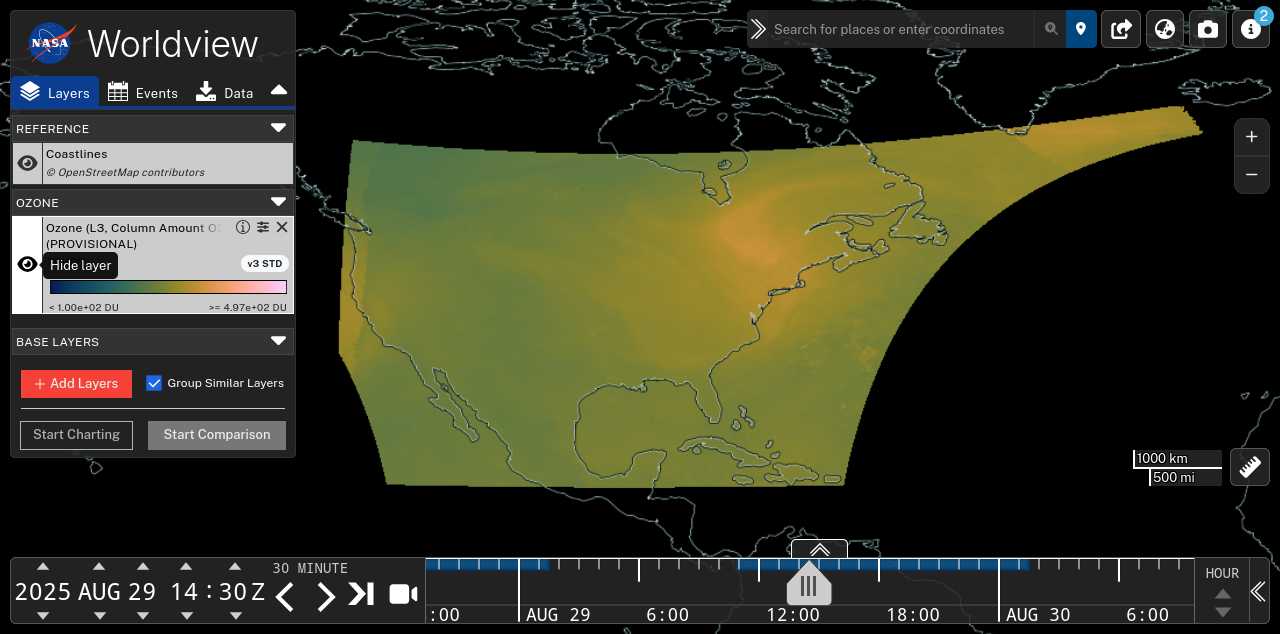 NASA Worldview
Layers Events Data
REFERENCE
Coastlines
© OpenStreetMap contributors
OZONE
Ozone (L3, Column Amount
(PROVISIONAL)
Hide layer
v3 STD
< 1.00e+02 DU >= 4.97e+02 DU
BASE LAYERS
+ Add Layers Group Similar Layers
Start Charting Start Comparison
Search for places or enter coordinates
2
+
−
1000 km
500 mi
2025 AUG 29 14 : 30 Z
30 MINUTE
:00 AUG 29 6:00 12:00 18:00 AUG 30 6:00
HOUR